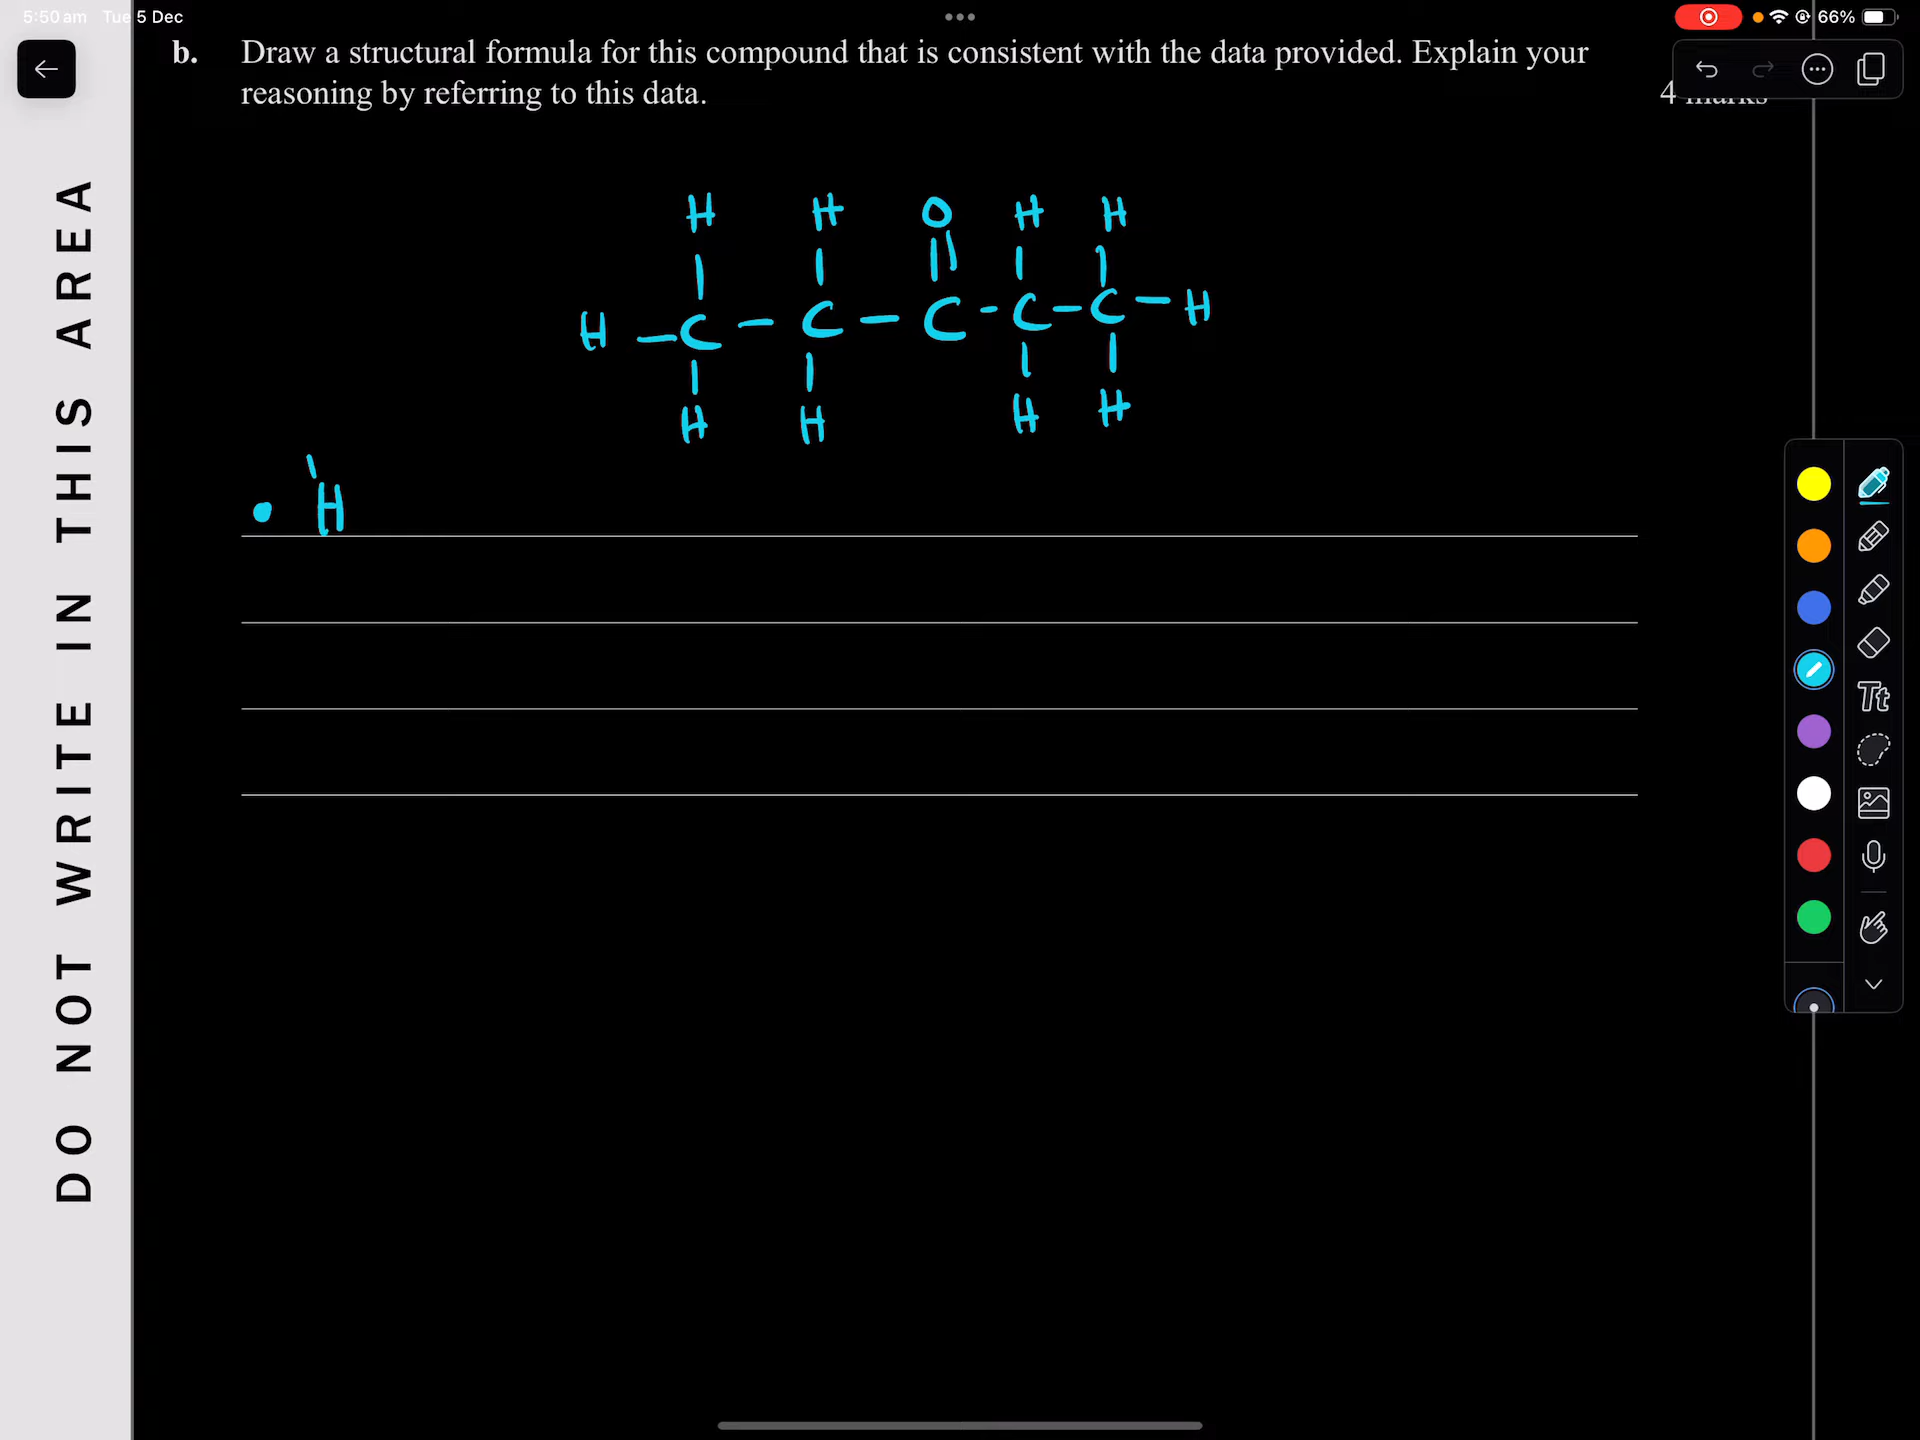 5:50 am Tue 5 Dec
66%
b. Draw a structural formula for this compound that is consistent with the data provided. Explain your
reasoning by referring to this data.
4 marks
H H O H H
H – C – C – C – C – C – H
H H H H
• 'H
DO NOT WRITE IN THIS AREA
Tt